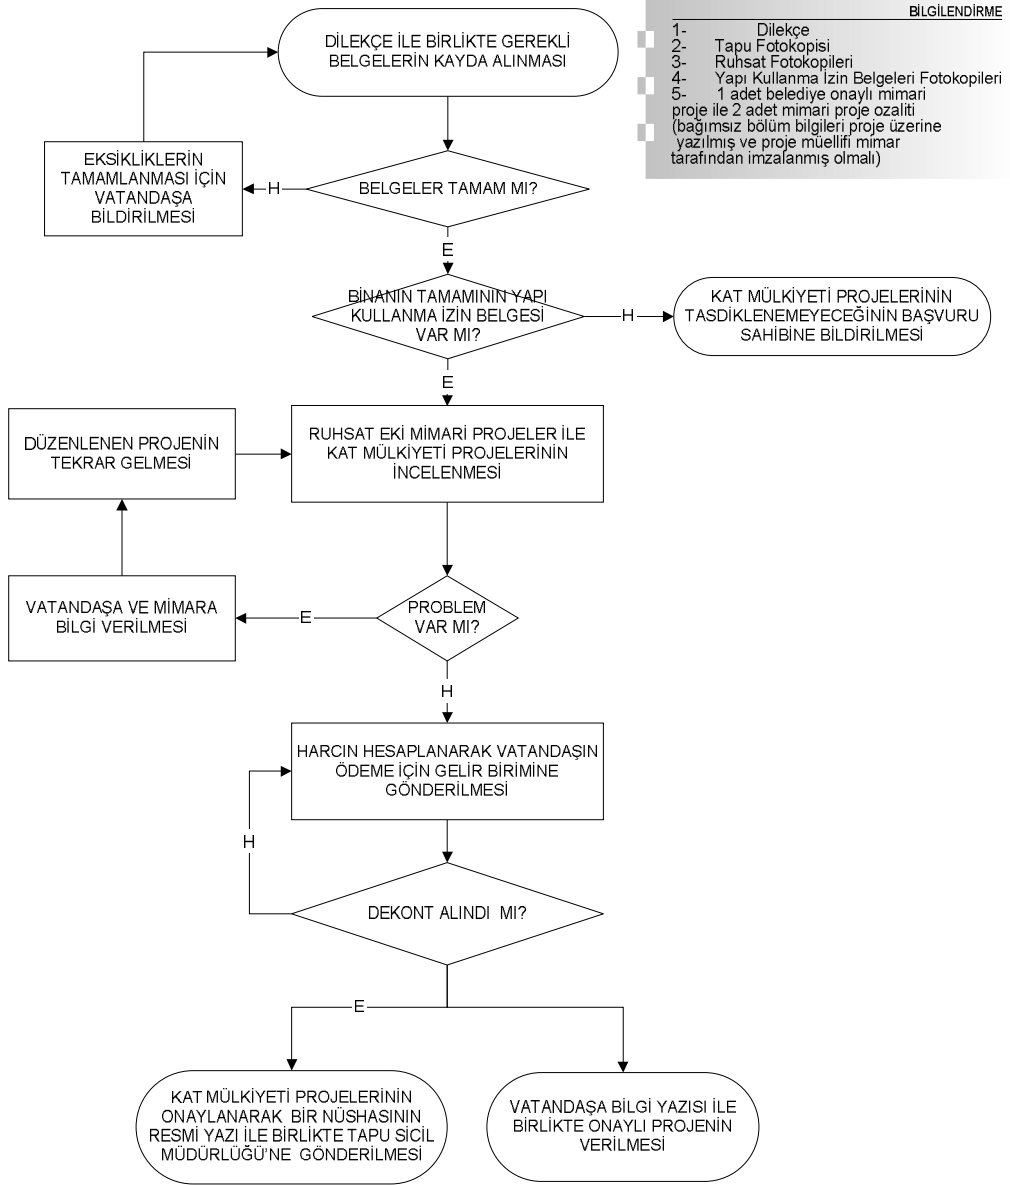 BİLGİLENDİRME
1- Dilekçe
2- Tapu Fotokopisi
3- Ruhsat Fotokopileri
4- Yapı Kullanma İzin Belgeleri Fotokopileri
5- 1 adet belediye onaylı mimari
proje ile 2 adet mimari proje ozaliti
(bağımsız bölüm bilgileri proje üzerine
yazılmış ve proje müellifi mimar
tarafından imzalanmış olmalı)
DİLEKÇE İLE BİRLİKTE GEREKLİ
BELGELERİN KAYDA ALINMASI
EKSİKLİKLERİN
TAMAMLANMASI İÇİN
VATANDAŞA
BİLDİRİLMESİ
H
BELGELER TAMAM MI?
E
BİNANIN TAMAMININ YAPI
KULLANMA İZİN BELGESİ
VAR MI?
H
KAT MÜLKİYETİ PROJELERİNİN
TASDİKLENEMEYECEĞİNİN BAŞVURU
SAHİBİNE BİLDİRİLMESİ
E
DÜZENLENEN PROJENİN
TEKRAR GELMESİ
RUHSAT EKİ MİMARİ PROJELER İLE
KAT MÜLKİYETİ PROJELERİNİN
İNCELENMESİ
VATANDAŞA VE MİMARA
BİLGİ VERİLMESİ
E
PROBLEM
VAR MI?
H
HARCIN HESAPLANARAK VATANDAŞIN
ÖDEME İÇİN GELİR BİRİMİNE
GÖNDERİLMESİ
H
DEKONT ALINDI MI?
E
KAT MÜLKİYETİ PROJELERİNİN
ONAYLANARAK BİR NÜSHASININ
RESMİ YAZI İLE BİRLİKTE TAPU SİCİL
MÜDÜRLÜĞÜ'NE GÖNDERİLMESİ
VATANDAŞA BİLGİ YAZISI İLE
BİRLİKTE ONAYLI PROJENİN
VERİLMESİ